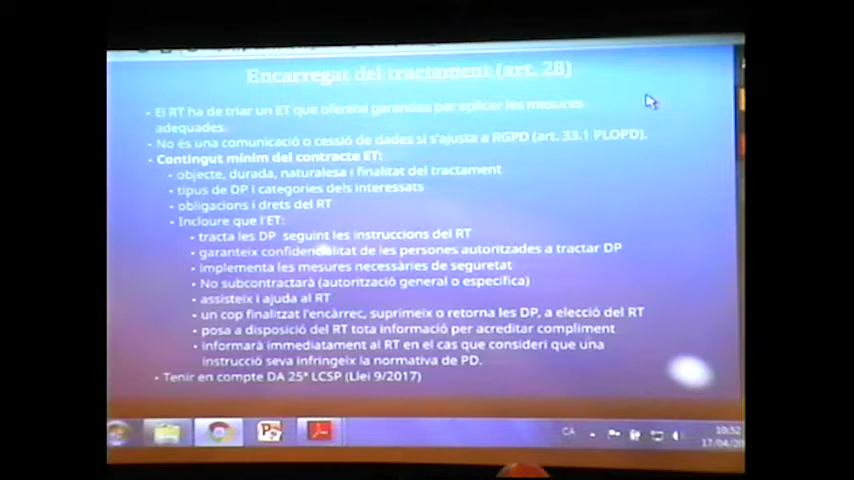 Encarregat del tractament (art. 28)
- El RT ha de triar un ET que ofereixi garanties per aplicar les mesures
adequades.
- No és una comunicació o cessió de dades si s'ajusta a RGPD (art. 33.1 PLOPD).
- Contingut mínim del contracte ET:
- objecte, durada, naturalesa i finalitat del tractament
- tipus de DP i categories dels interessats
- obligacions i drets del RT
- Incloure que l'ET:
- tracta les DP seguint les instruccions del RT
- garanteix confidencialitat de les persones autoritzades a tractar DP
- implementa les mesures necessàries de seguretat
- No subcontractarà (autorització general o específica)
- assisteix i ajuda al RT
- un cop finalitzat l'encàrrec, suprimeix o retorna les DP, a elecció del RT
- posa a disposició del RT tota informació per acreditar compliment
- informarà immediatament al RT en el cas que consideri que una
instrucció seva infringeix la normativa de PD.
- Tenir en compte DA 25ª LCSP (Llei 9/2017)
CA
10:52
17/04/20